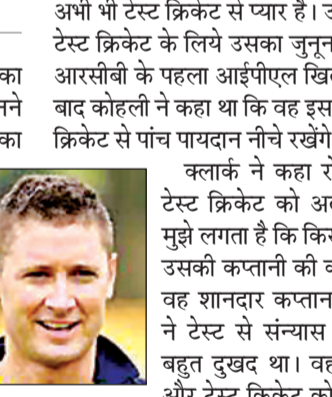 अभी भी टेस्ट क्रिकेट से प्यार है।
टेस्ट क्रिकेट के लिये उसका जुनून
का
आरसीबी के पहला आईपीएल
नने
बाद कोहली ने कहा था कि वह इस
का
क्रिकेट से पांच पायदान नीचे रखेंगे
क्लार्क ने कहा
टेस्ट क्रिकेट को
मुझे लगता है कि
उसकी कप्तानी की
वह शानदार कप्तान
ने टेस्ट से संन्यास
बहुत दुखद था। वह
और टेस्ट क्रिकेट को